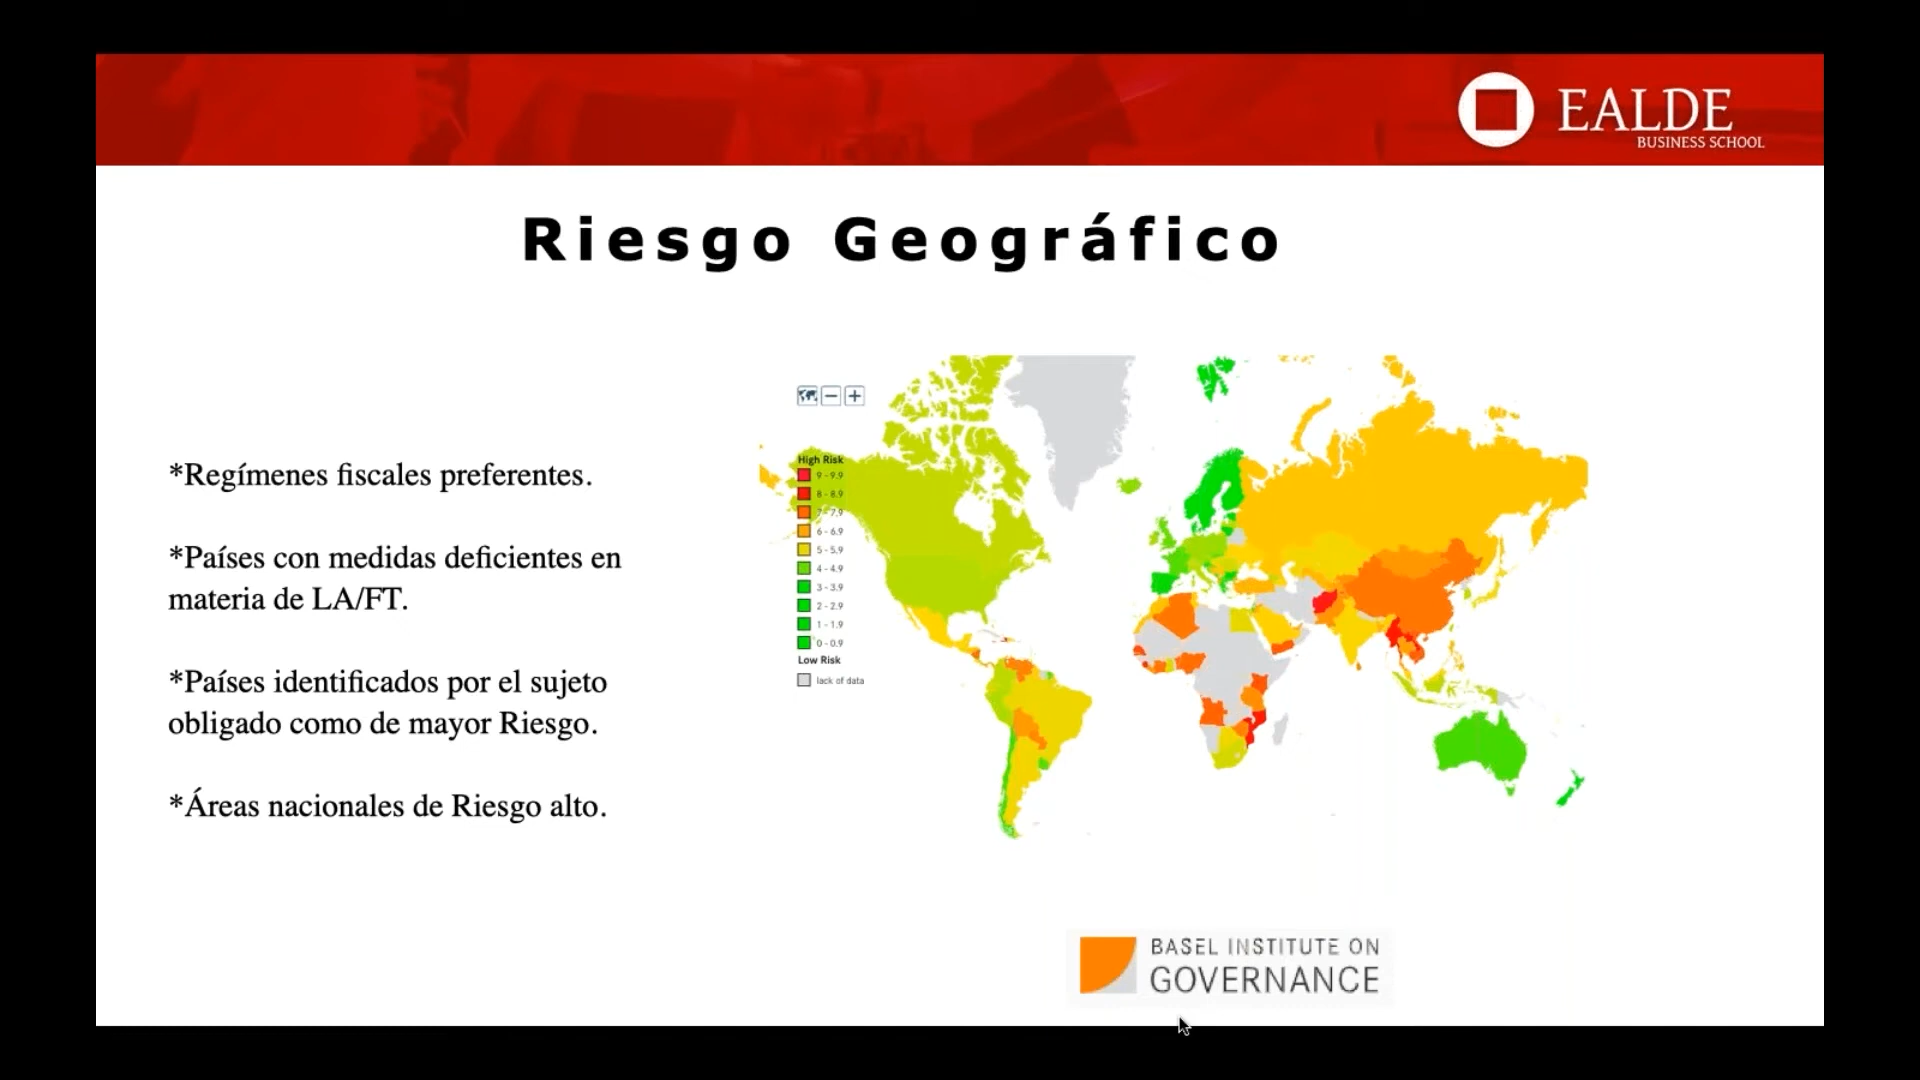 EALDE
BUSINESS SCHOOL
Riesgo Geográfico
*Regímenes fiscales preferentes.
*Países con medidas deficientes en
materia de LA/FT.
*Países identificados por el sujeto
obligado como de mayor Riesgo.
*Áreas nacionales de Riesgo alto.
High Risk
9 - 9.9
8 - 8.9
7 - 7.9
6 - 6.9
5 - 5.9
4 - 4.9
3 - 3.9
2 - 2.9
1 - 1.9
0 - 0.9
Low Risk
lack of data
BASEL INSTITUTE ON
GOVERNANCE